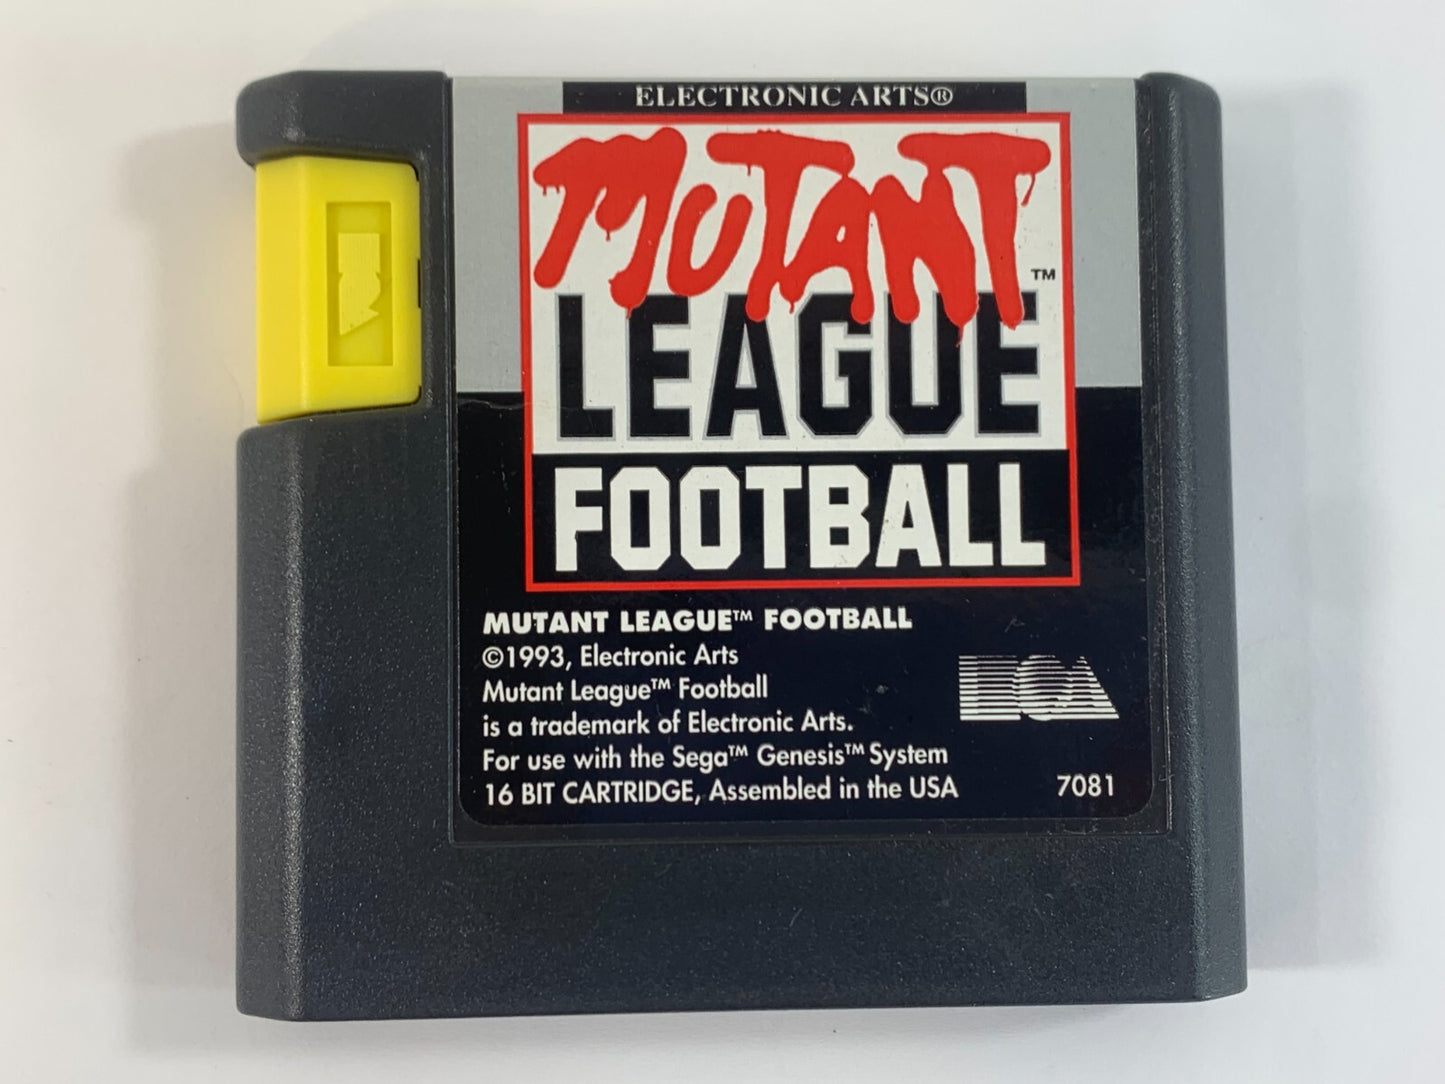 ELECTRONIC ARTS®
MUTANT
LEAGUE™
FOOTBALL
MUTANT LEAGUE™ FOOTBALL
©1993, Electronic Arts
Mutant League™ Football
is a trademark of Electronic Arts.
For use with the Sega™ Genesis™ System
16 BIT CARTRIDGE, Assembled in the USA
EOA
7081